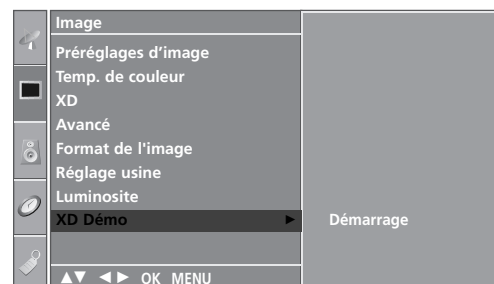 Image
Préréglages d’image
Temp. de couleur
XD
Avancé
Format de l'image
Réglage usine
Luminosite
XD Démo ► Démarrage
▲▼ ◄► OK MENU